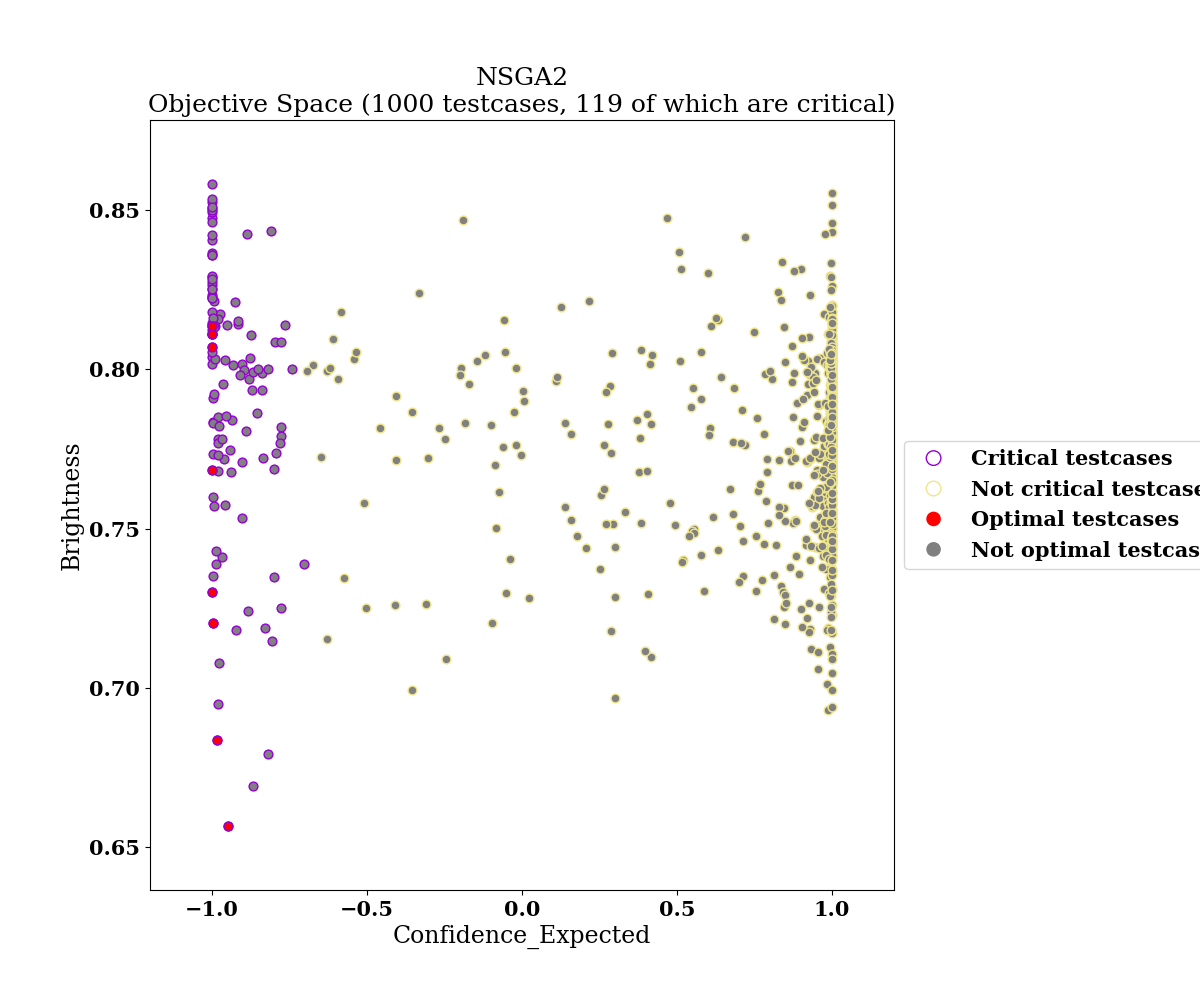 NSGA2
Objective Space (1000 testcases, 119 of which are critical)
0.85
0.80
0.75
0.70
0.65
Brightness
−1.0
−0.5
0.0
0.5
1.0
Confidence_Expected
Critical testcases
Not critical testcase
Optimal testcases
Not optimal testcas